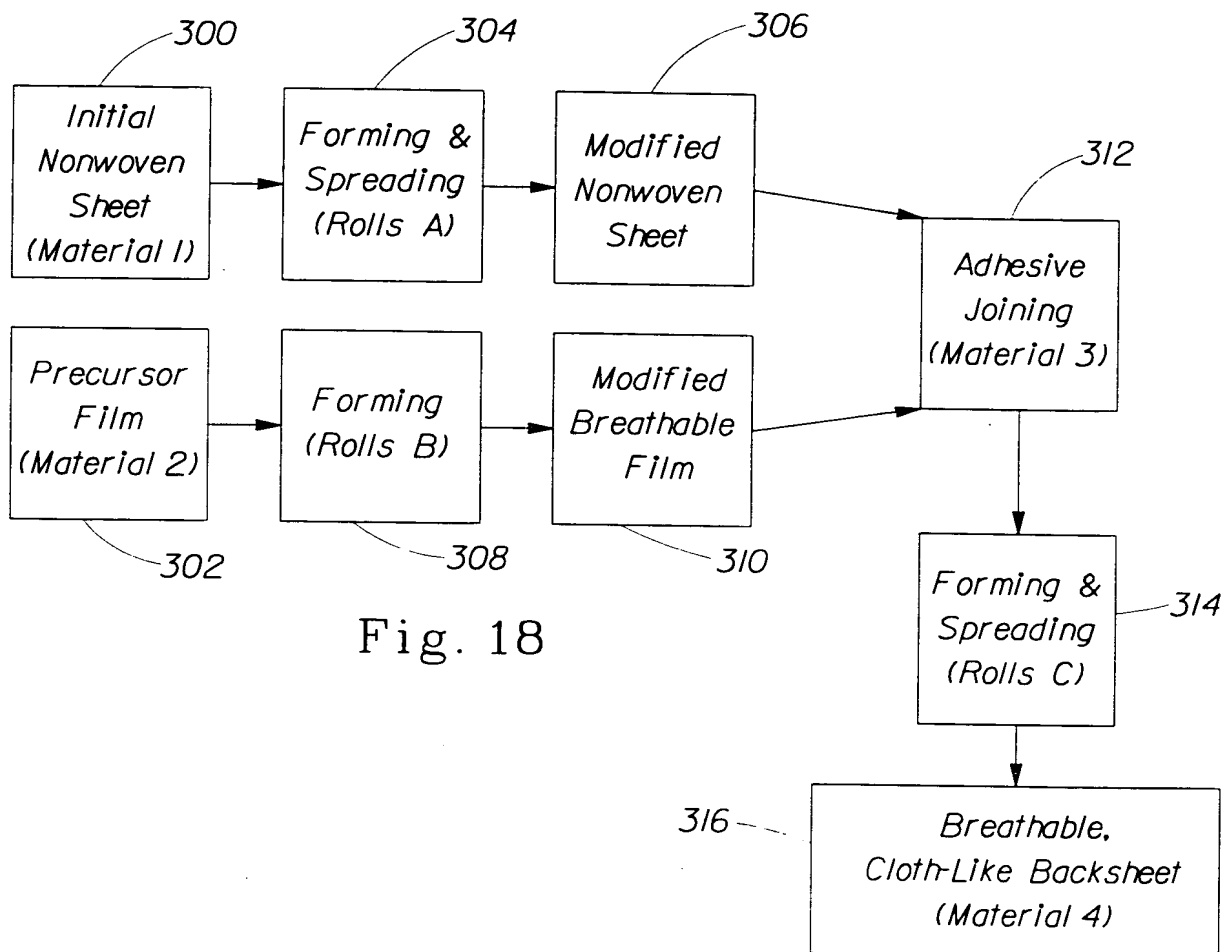 300
304
306
Initial
Nonwoven
Sheet
(Material 1)
Forming &
Spreading
(Rolls A)
Modified
Nonwoven
Sheet
312
Adhesive
Joining
(Material 3)
Precursor
Film
(Material 2)
Forming
(Rolls B)
Modified
Breathable
Film
302
308
310
Forming &
Spreading
(Rolls C)
314
Fig. 18
316
Breathable,
Cloth-Like Backsheet
(Material 4)